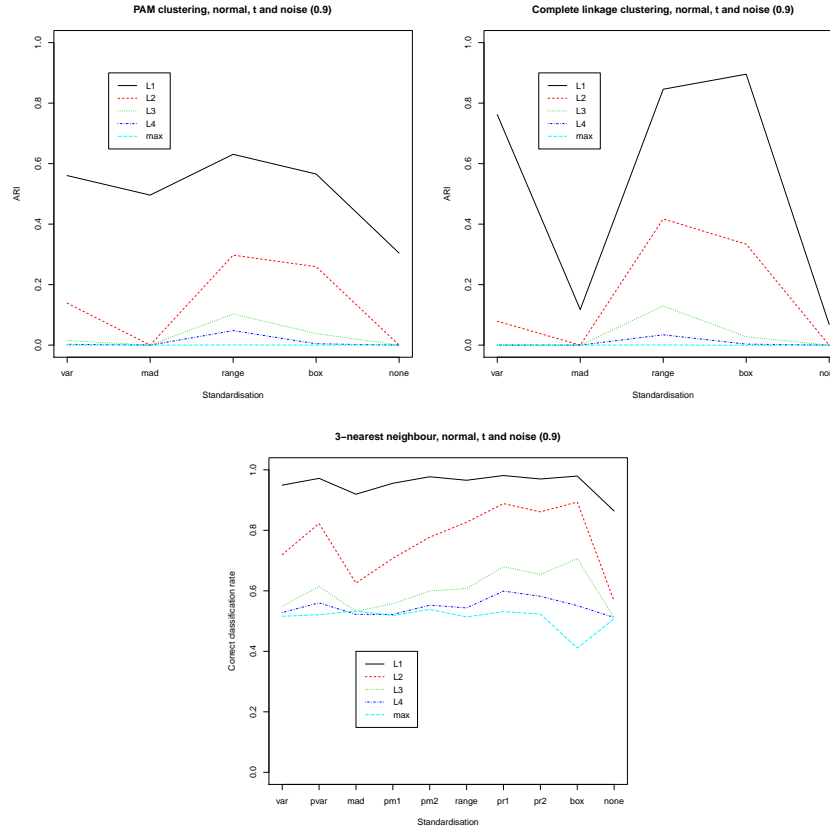 PAM clustering, normal, t and noise (0.9)
ARI
1.0
0.8
0.6
0.4
0.2
0.0
L1
L2
L3
L4
max
var mad range box none
Standardisation
Complete linkage clustering, normal, t and noise (0.9)
ARI
1.0
0.8
0.6
0.4
0.2
0.0
L1
L2
L3
L4
max
var mad range box none
Standardisation
3−nearest neighbour, normal, t and noise (0.9)
Correct classification rate
1.0
0.8
0.6
0.4
0.2
0.0
L1
L2
L3
L4
max
var pvar mad pm1 pm2 range pr1 pr2 box none
Standardisation